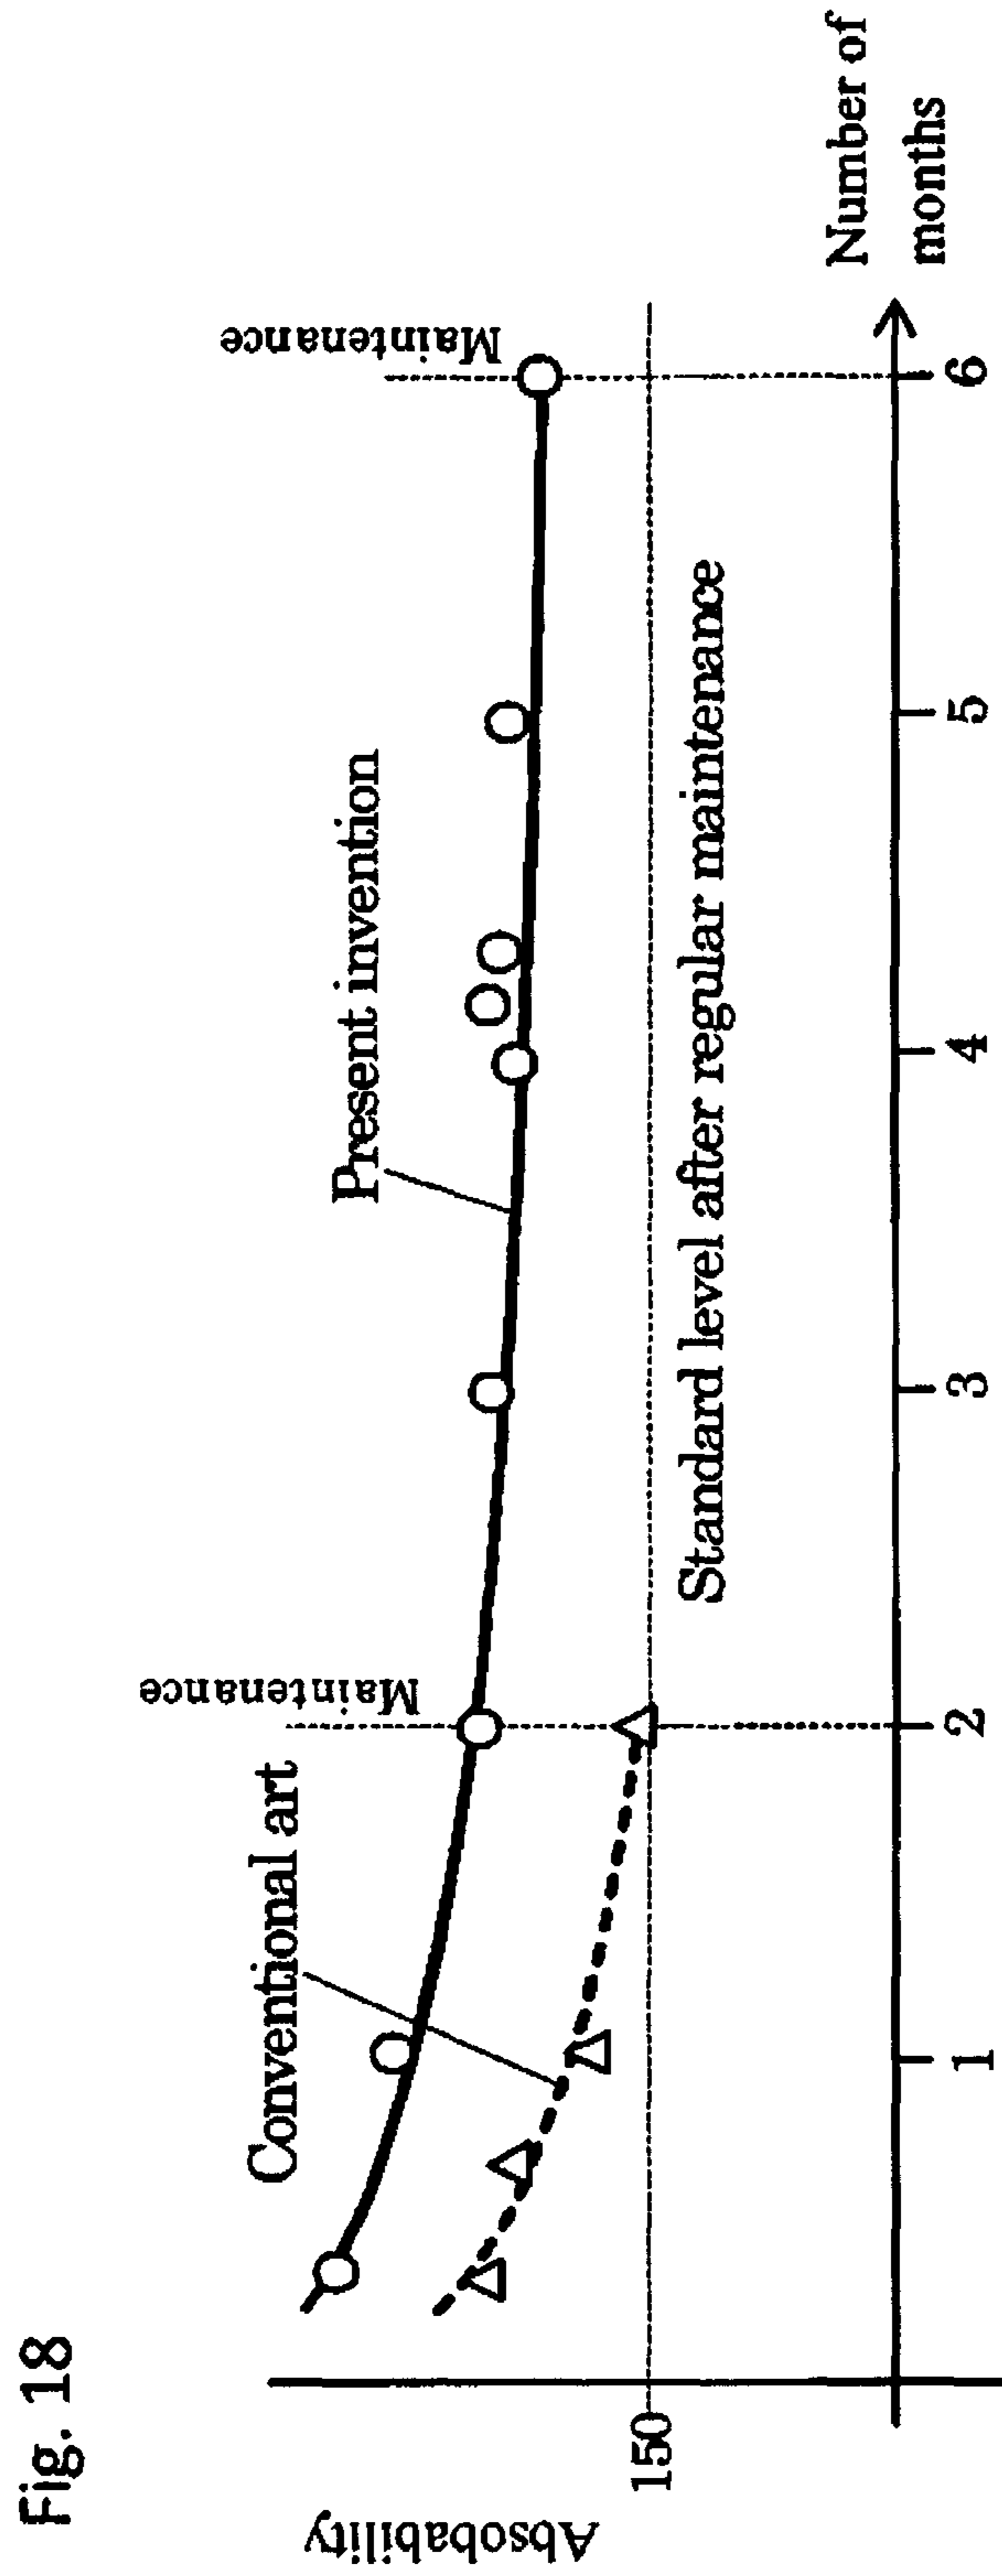 Fig. 18
Absobability
150
Conventional art
Maintenance
Present invention
Maintenance
Standard level after regular maintenance
1
2
3
4
5
6
Number of
months